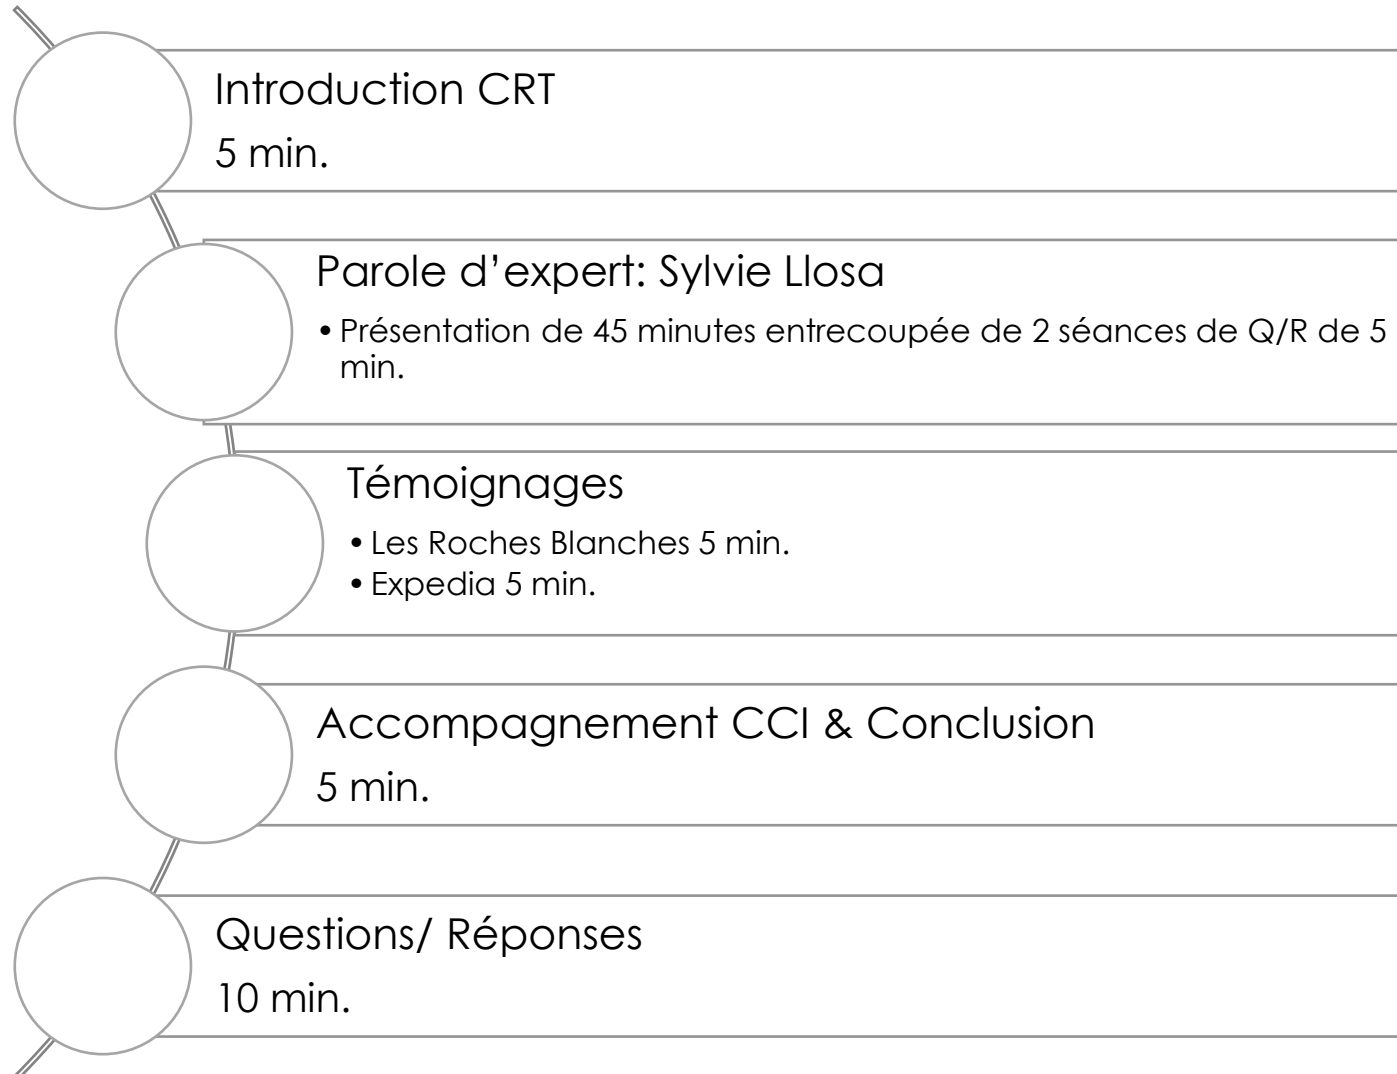 Introduction CRT
5 min.
Parole d’expert: Sylvie Llosa
• Présentation de 45 minutes entrecoupée de 2 séances de Q/R de 5
min.
Témoignages
• Les Roches Blanches 5 min.
• Expedia 5 min.
Accompagnement CCI & Conclusion
5 min.
Questions/ Réponses
10 min.